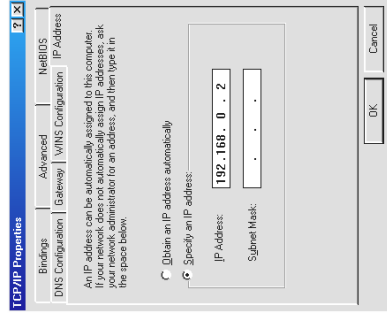 TCP/IP Properties
? X
Bindings Advanced NetBIOS
DNS Configuration Gateway WINS Configuration IP Address
An IP address can be automatically assigned to this computer.
If your network does not automatically assign IP addresses, ask
your network administrator for an address, and then type it in
the space below.
Obtain an IP address automatically
Specify an IP address:
IP Address: 192.168. 0 . 2
Subnet Mask: . . .
OK Cancel